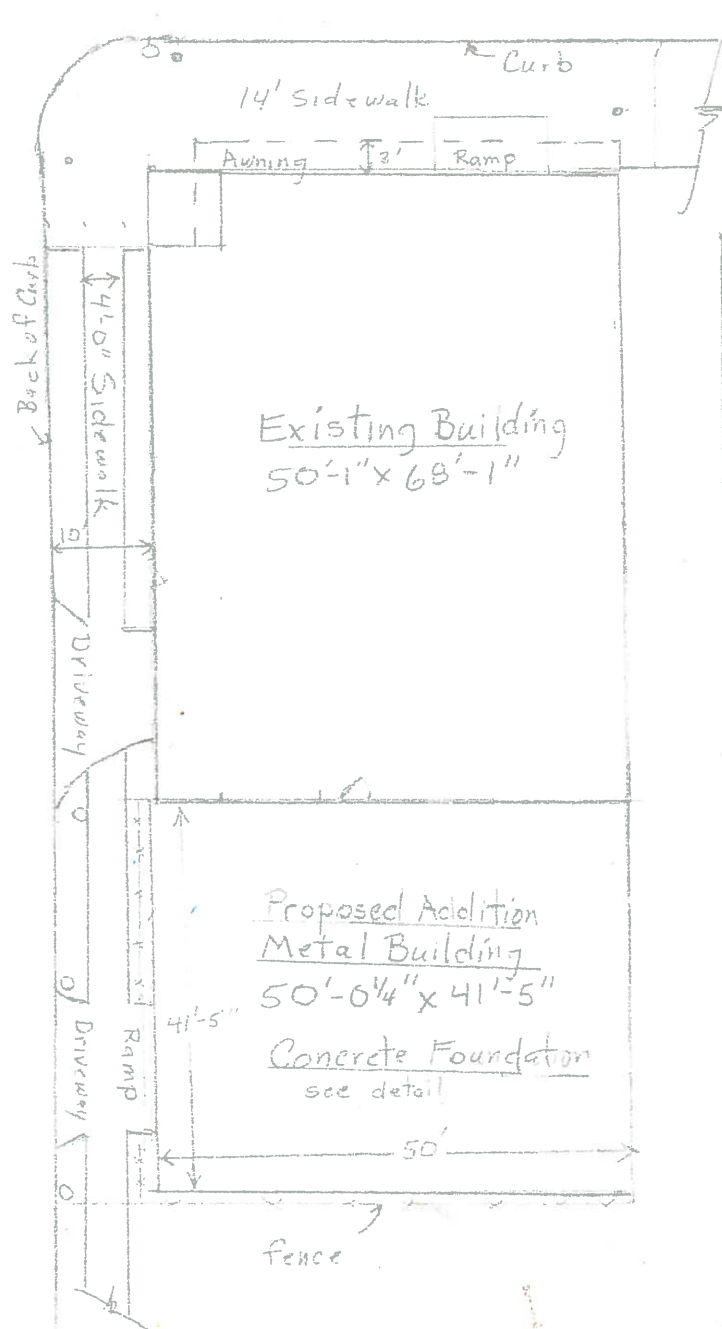 Curb
14' Sidewalk
Awning
3'
Ramp
Back of Curb
4'-0" Sidewalk
Existing Building
50'-1" x 68'-1"
10'
Driveway
Proposed Addition
Metal Building
50'-0¼" x 41'-5"
41'-5"
Concrete Foundation
see detail
Driveway
Ramp
50'
fence